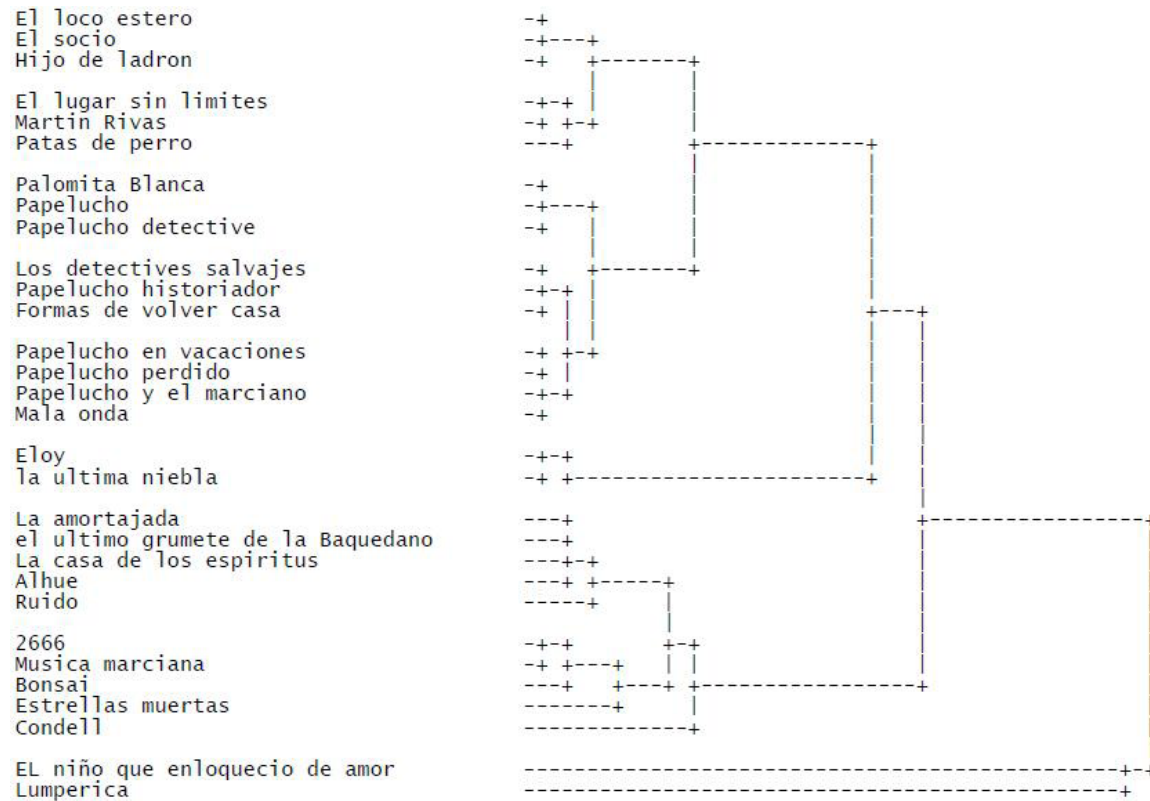 El loco estero
El socio
Hijo de ladron
El lugar sin limites
Martin Rivas
Patas de perro
Palomita Blanca
Papelucho
Papelucho detective
Los detectives salvajes
Papelucho historiador
Formas de volver casa
Papelucho en vacaciones
Papelucho perdido
Papelucho y el marciano
Mala onda
Eloy
la ultima niebla
La amortajada
el ultimo grumete de la Baquedano
La casa de los espiritus
Alhue
Ruido
2666
Musica marciana
Bonsai
Estrellas muertas
Condell
EL niño que enloquecio de amor
Lumperica